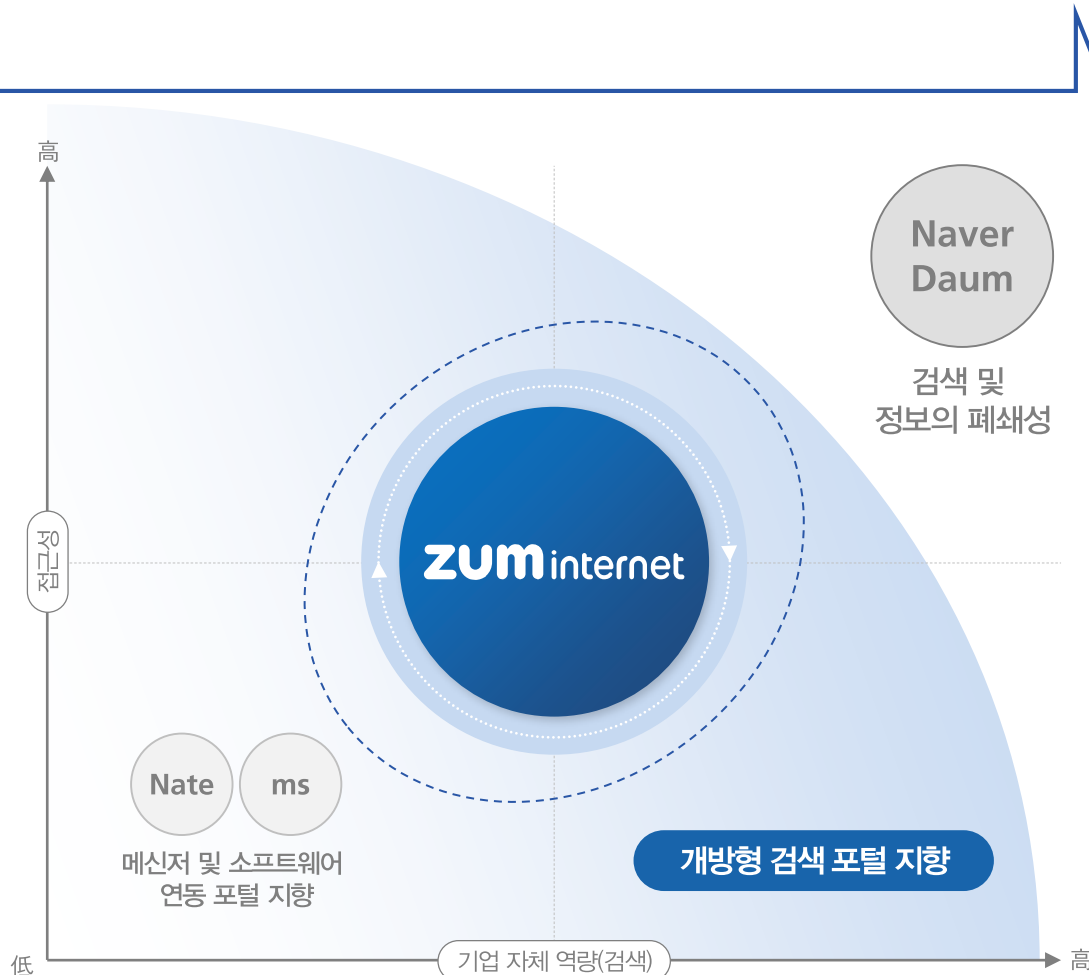 高
Naver
Daum
검색 및
정보의 폐쇄성
접근성
zum internet
Nate
ms
메신저 및 소프트웨어
연동 포털 지향
개방형 검색 포털 지향
低
기업 자체 역량(검색)
高